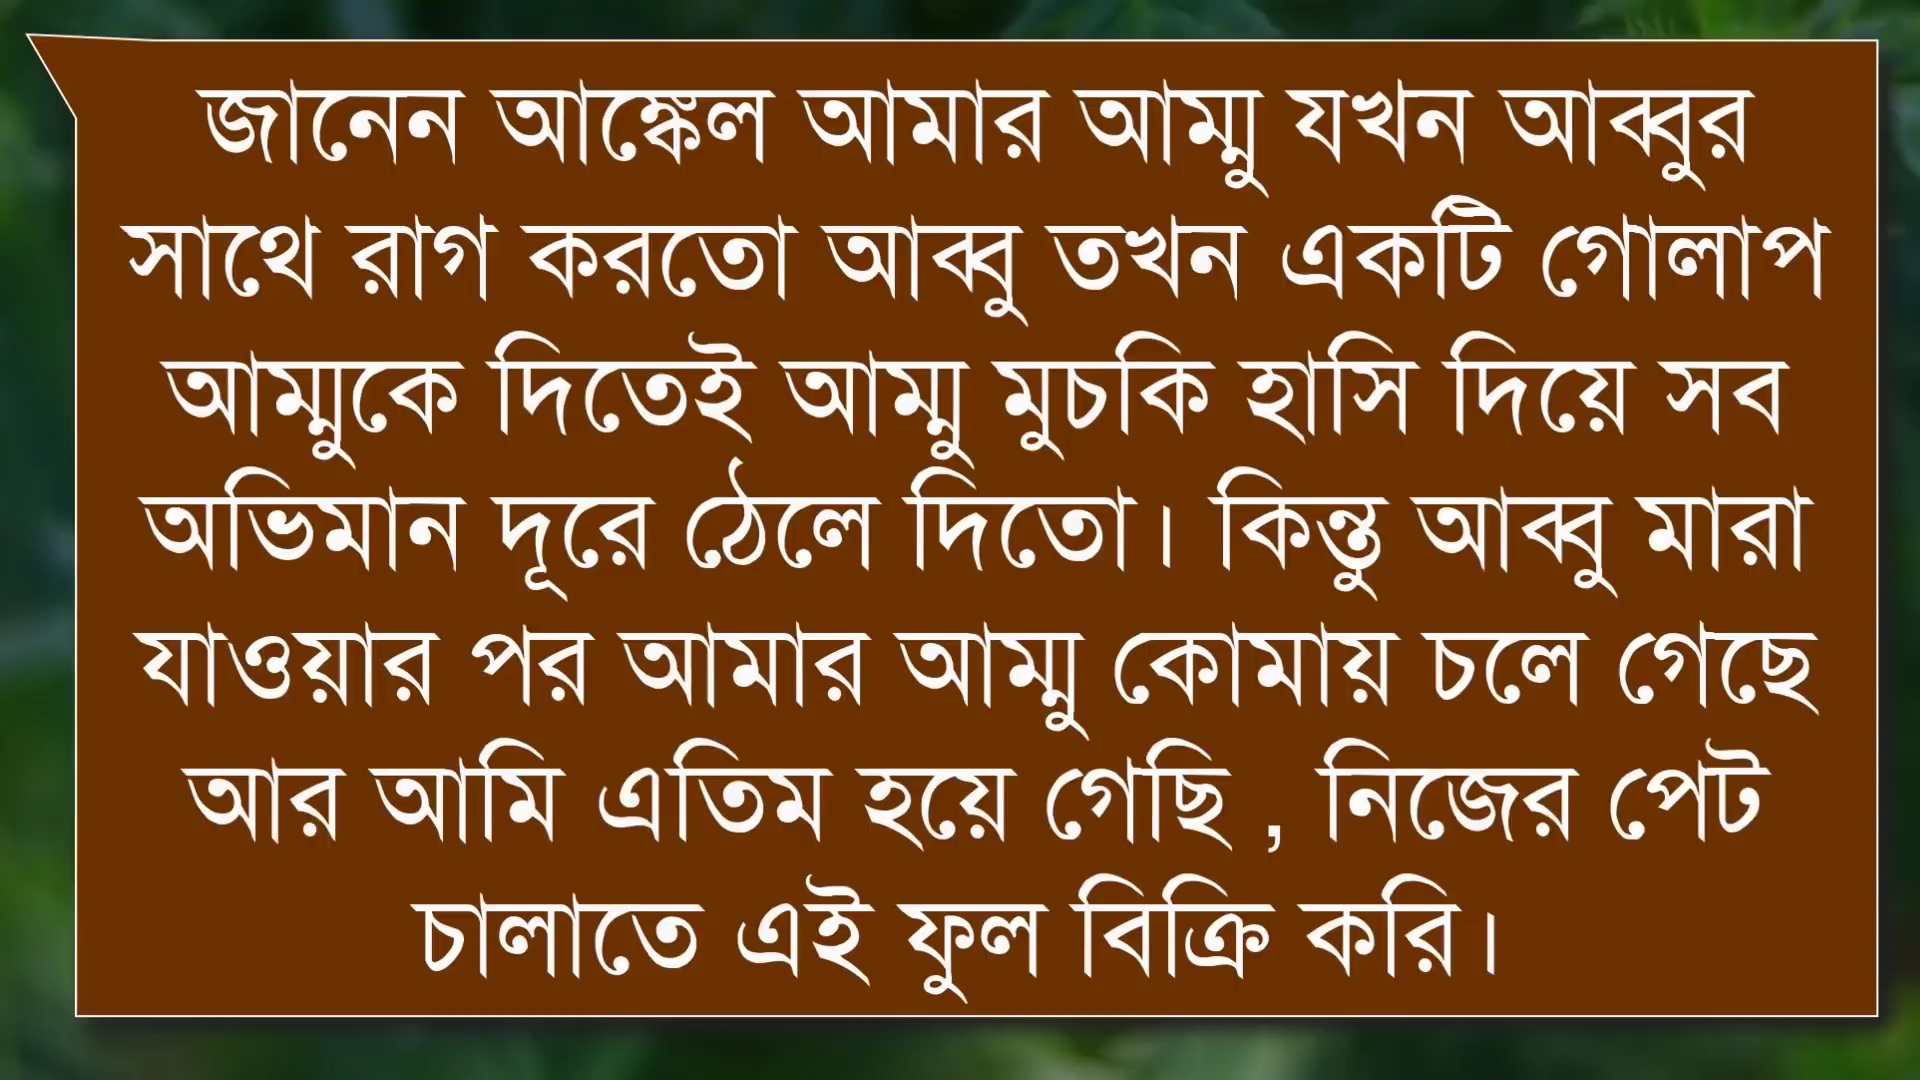 জানেন আঙ্কেল আমার আম্মু যখন আব্বুর
সাথে রাগ করতো আব্বু তখন একটি গোলাপ
আম্মুকে দিতেই আম্মু মুচকি হাসি দিয়ে সব
অভিমান দূরে ঠেলে দিতো। কিন্তু আব্বু মারা
যাওয়ার পর আমার আম্মু কোমায় চলে গেছে
আর আমি এতিম হয়ে গেছি , নিজের পেট
চালাতে এই ফুল বিক্রি করি।